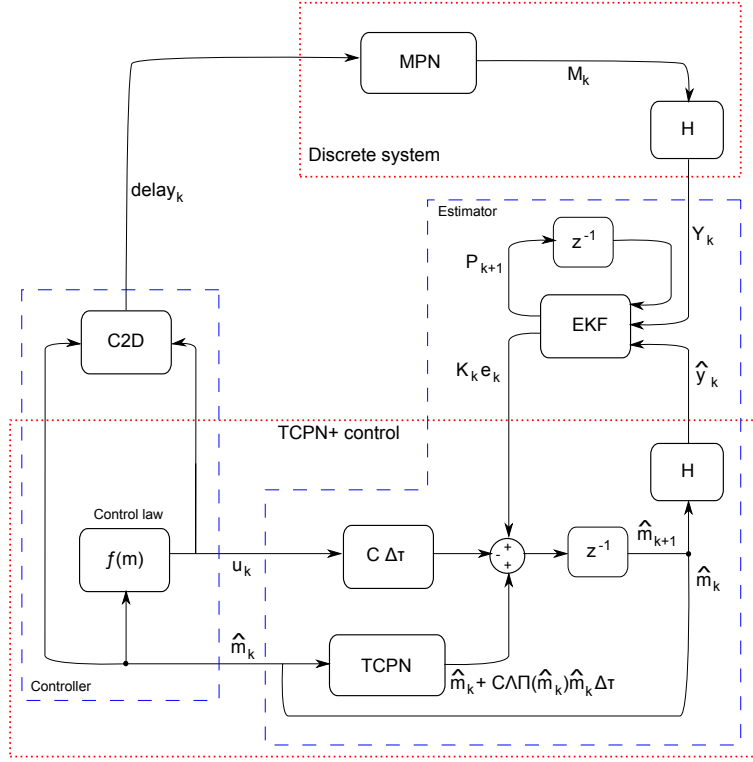 MPN
M_k
H
Discrete system
delay_k
Estimator
z^-1
Y_k
P_k+1
EKF
C2D
K_k e_k
ŷ_k
TCPN+ control
H
Control law
ƒ(m)
u_k
C Δτ
- + +
z^-1
m̂_k+1
m̂_k
m̂_k
TCPN
m̂_k + CΛΠ(m̂_k)m̂_k Δτ
Controller